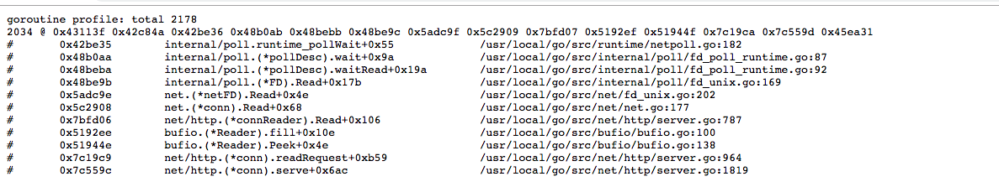 goroutine profile: total 2178
2034 @ 0x43113f 0x42c84a 0x42be36 0x48b0ab 0x48bebb 0x48be9c 0x5adc9f 0x5c2909 0x7bfd07 0x5192ef 0x51944f 0x7c19ca 0x7c559d 0x45ea31
# 0x42be35 internal/poll.runtime_pollWait+0x55 /usr/local/go/src/runtime/netpoll.go:182
# 0x48b0aa internal/poll.(*pollDesc).wait+0x9a /usr/local/go/src/internal/poll/fd_poll_runtime.go:87
# 0x48beba internal/poll.(*pollDesc).waitRead+0x19a /usr/local/go/src/internal/poll/fd_poll_runtime.go:92
# 0x48be9b internal/poll.(*FD).Read+0x17b /usr/local/go/src/internal/poll/fd_unix.go:169
# 0x5adc9e net.(*netFD).Read+0x4e /usr/local/go/src/net/fd_unix.go:202
# 0x5c2908 net.(*conn).Read+0x68 /usr/local/go/src/net/net.go:177
# 0x7bfd06 net/http.(*connReader).Read+0x106 /usr/local/go/src/net/http/server.go:787
# 0x5192ee bufio.(*Reader).fill+0x10e /usr/local/go/src/bufio/bufio.go:100
# 0x51944e bufio.(*Reader).Peek+0x4e /usr/local/go/src/bufio/bufio.go:138
# 0x7c19c9 net/http.(*conn).readRequest+0xb59 /usr/local/go/src/net/http/server.go:964
# 0x7c559c net/http.(*conn).serve+0x6ac /usr/local/go/src/net/http/server.go:1819